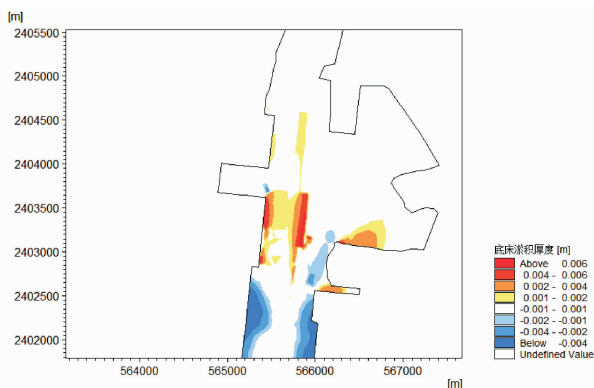 [m]
2405500
2405000
2404500
2404000
2403500
2403000
2402500
2402000
564000 565000 566000 567000
[m]
底床淤积厚度 [m]
Above 0.006
0.004 - 0.006
0.002 - 0.004
0.001 - 0.002
-0.001 - 0.001
-0.002 - -0.001
-0.004 - -0.002
Below -0.004
Undefined Value